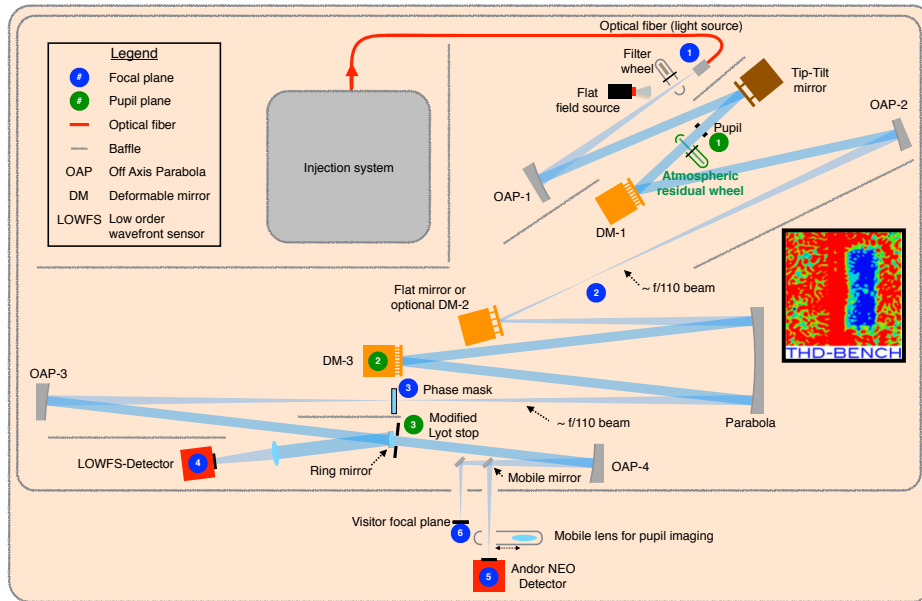 Legend
# Focal plane
# Pupil plane
Optical fiber
Baffle
OAP Off Axis Parabola
DM Deformable mirror
LOWFS Low order
wavefront sensor
Injection system
Optical fiber (light source)
1
Filter
wheel
Flat
field source
Tip-Tilt
mirror
OAP-2
Pupil
1
Atmospheric
residual wheel
OAP-1
DM-1
2
~ f/110 beam
Flat mirror or
optional DM-2
THD-BENCH
DM-3
2
OAP-3
3
Phase mask
~ f/110 beam
Parabola
3
Modified
Lyot stop
LOWFS-Detector
4
Ring mirror
OAP-4
Mobile mirror
Visitor focal plane
6
Mobile lens for pupil imaging
5
Andor NEO
Detector